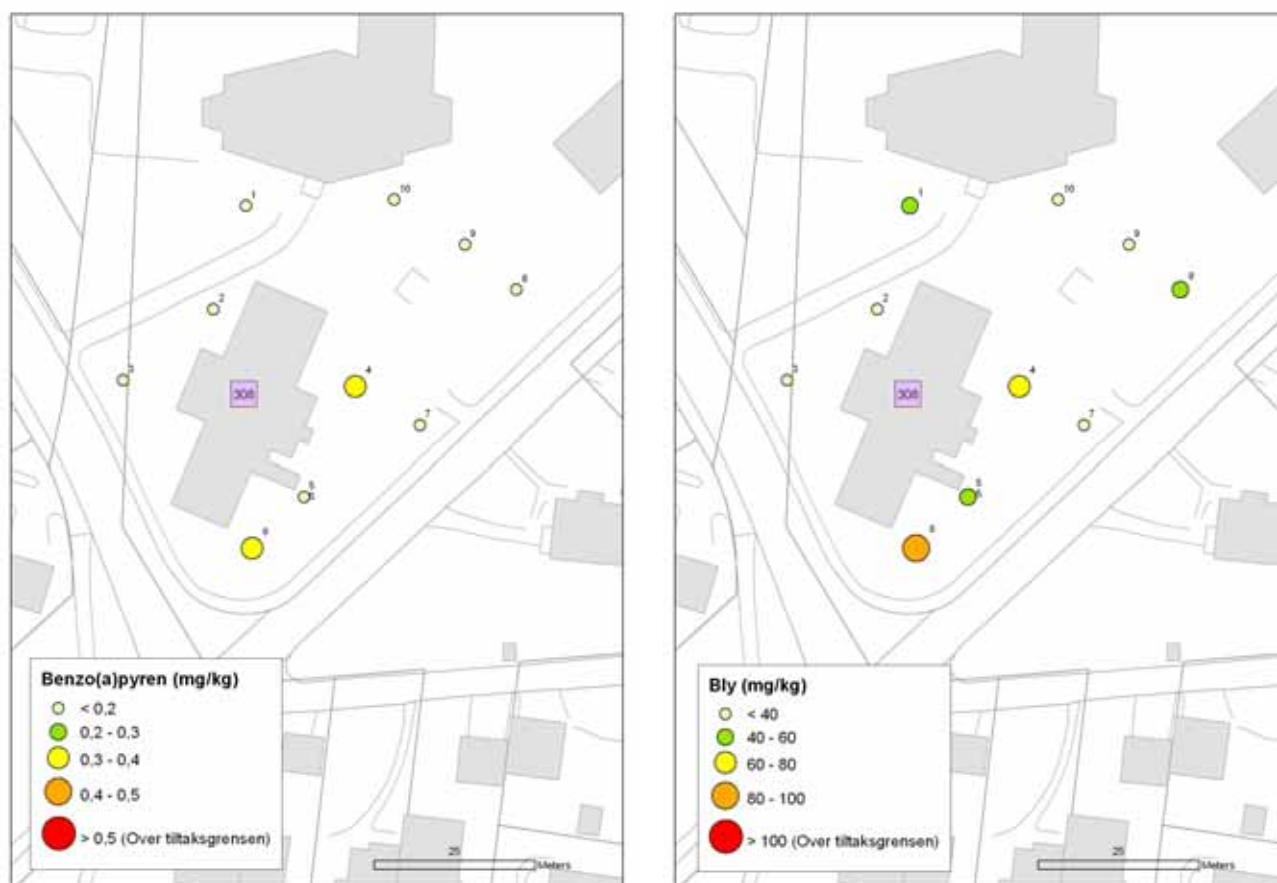 1
10
9
8
2
3
4
308
7
5
6
Benzo(a)pyren (mg/kg)
< 0,2
0,2 - 0,3
0,3 - 0,4
0,4 - 0,5
> 0,5 (Over tiltaksgrensen)
25
Meters
1
10
9
2
3
4
308
7
5
Bly (mg/kg)
< 40
40 - 60
60 - 80
80 - 100
> 100 (Over tiltaksgrensen)
25
Meters